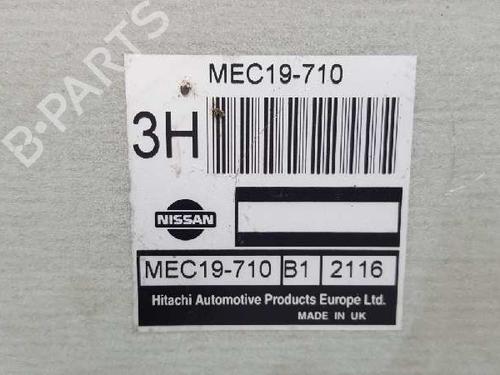 B-PARTS
MEC19-710
3H
NISSAN
MEC19-710 B1 2116
Hitachi Automotive Products Europe Ltd.
MADE IN UK